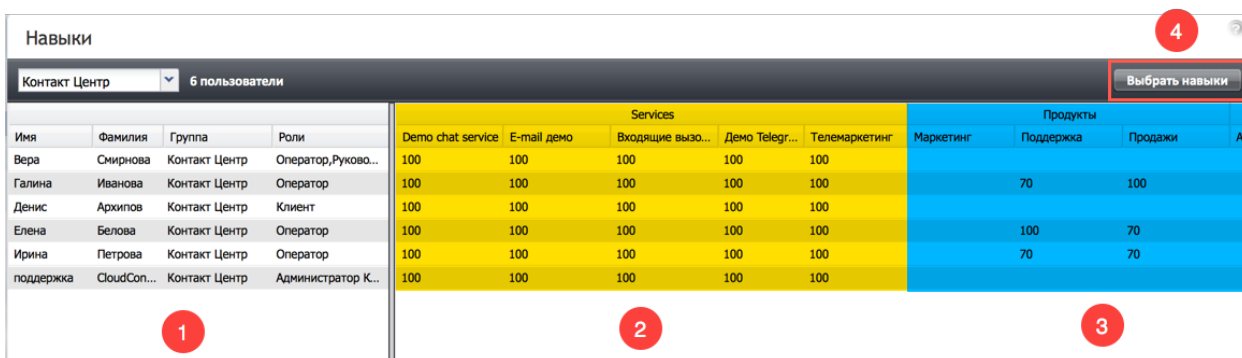 Навыки
4
?
Контакт Центр 6 пользователи Выбрать навыки
Services Продукты
Имя Фамилия Группа Роли Demo chat service E-mail демо Входящие вызо... Демо Telegr... Телемаркетинг Маркетинг Поддержка Продажи
Вера Смирнова Контакт Центр Оператор,Руково... 100 100 100 100 100
Галина Иванова Контакт Центр Оператор 100 100 100 100 100 70 100
Денис Архипов Контакт Центр Клиент 100 100 100 100 100
Елена Белова Контакт Центр Оператор 100 100 100 100 100 100 70
Ирина Петрова Контакт Центр Оператор 100 100 100 100 100 70 70
поддержка CloudCon... Контакт Центр Администратор К... 100 100 100 100 100
1 2 3